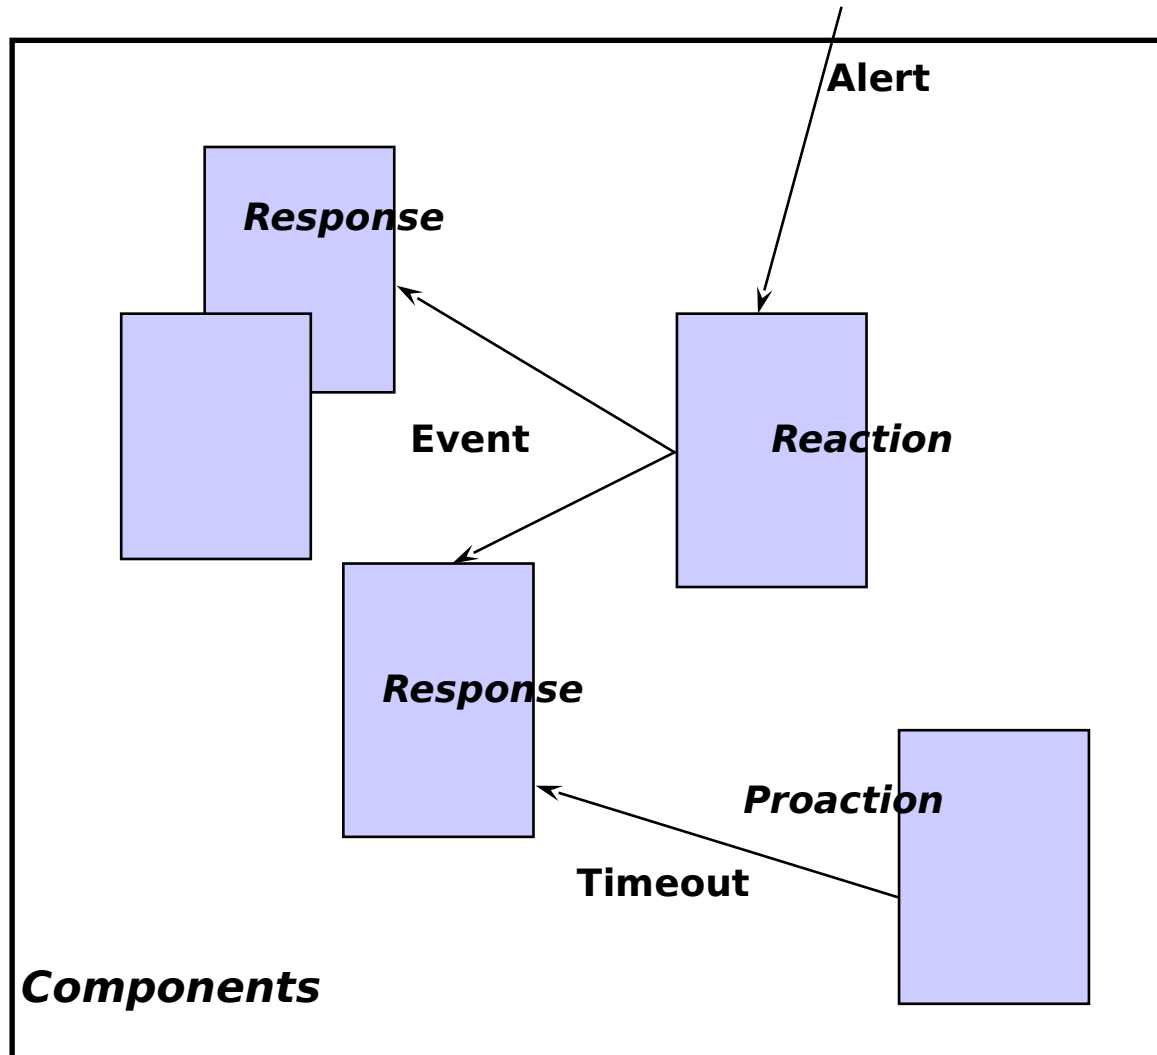 Alert
Response
Event
Reaction
Response
Proaction
Timeout
Components